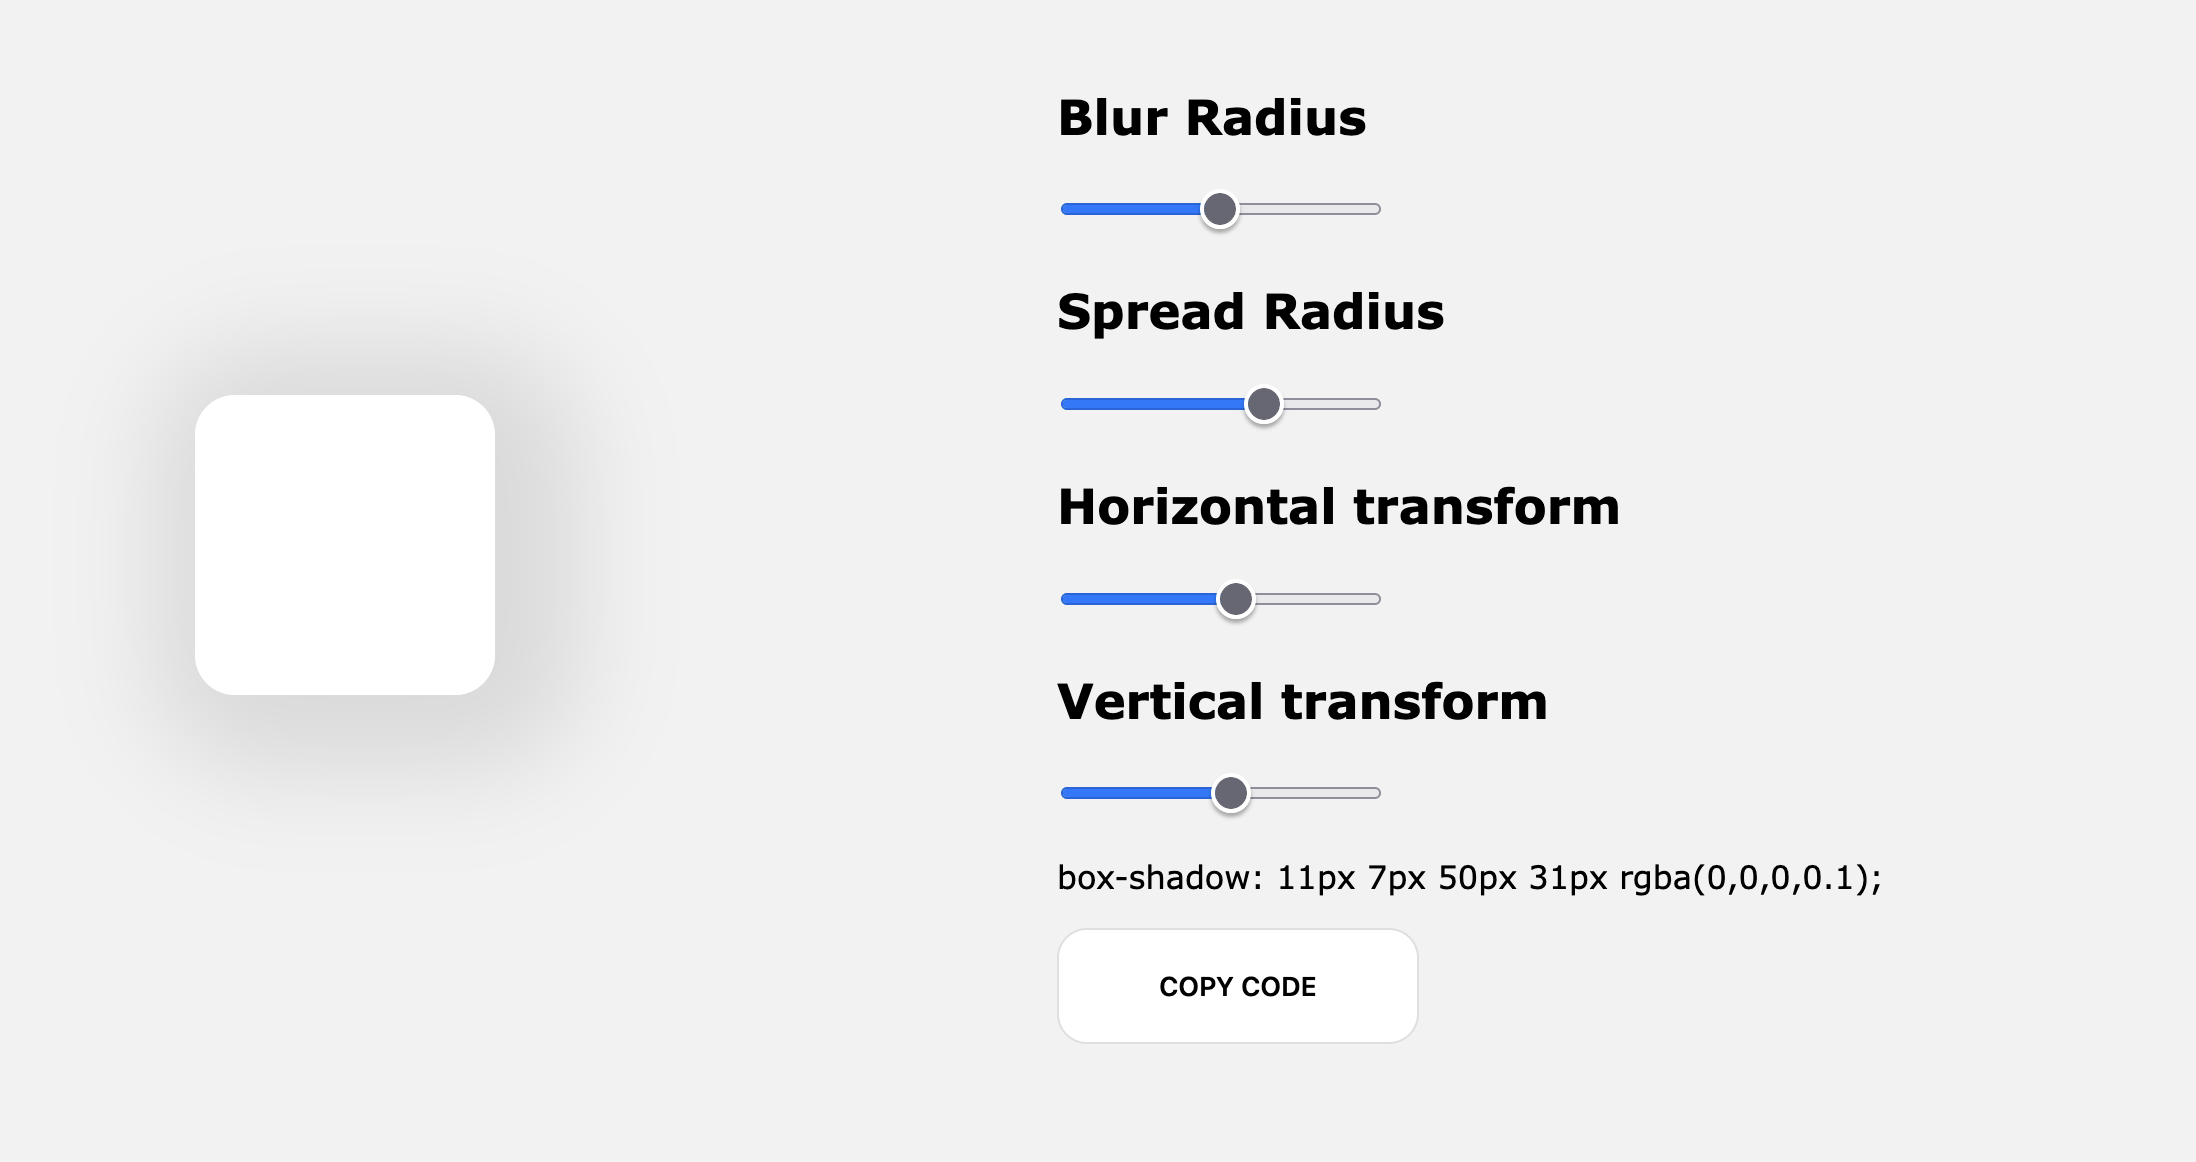 Blur Radius
Spread Radius
Horizontal transform
Vertical transform
box-shadow: 11px 7px 50px 31px rgba(0,0,0,0.1);
COPY CODE